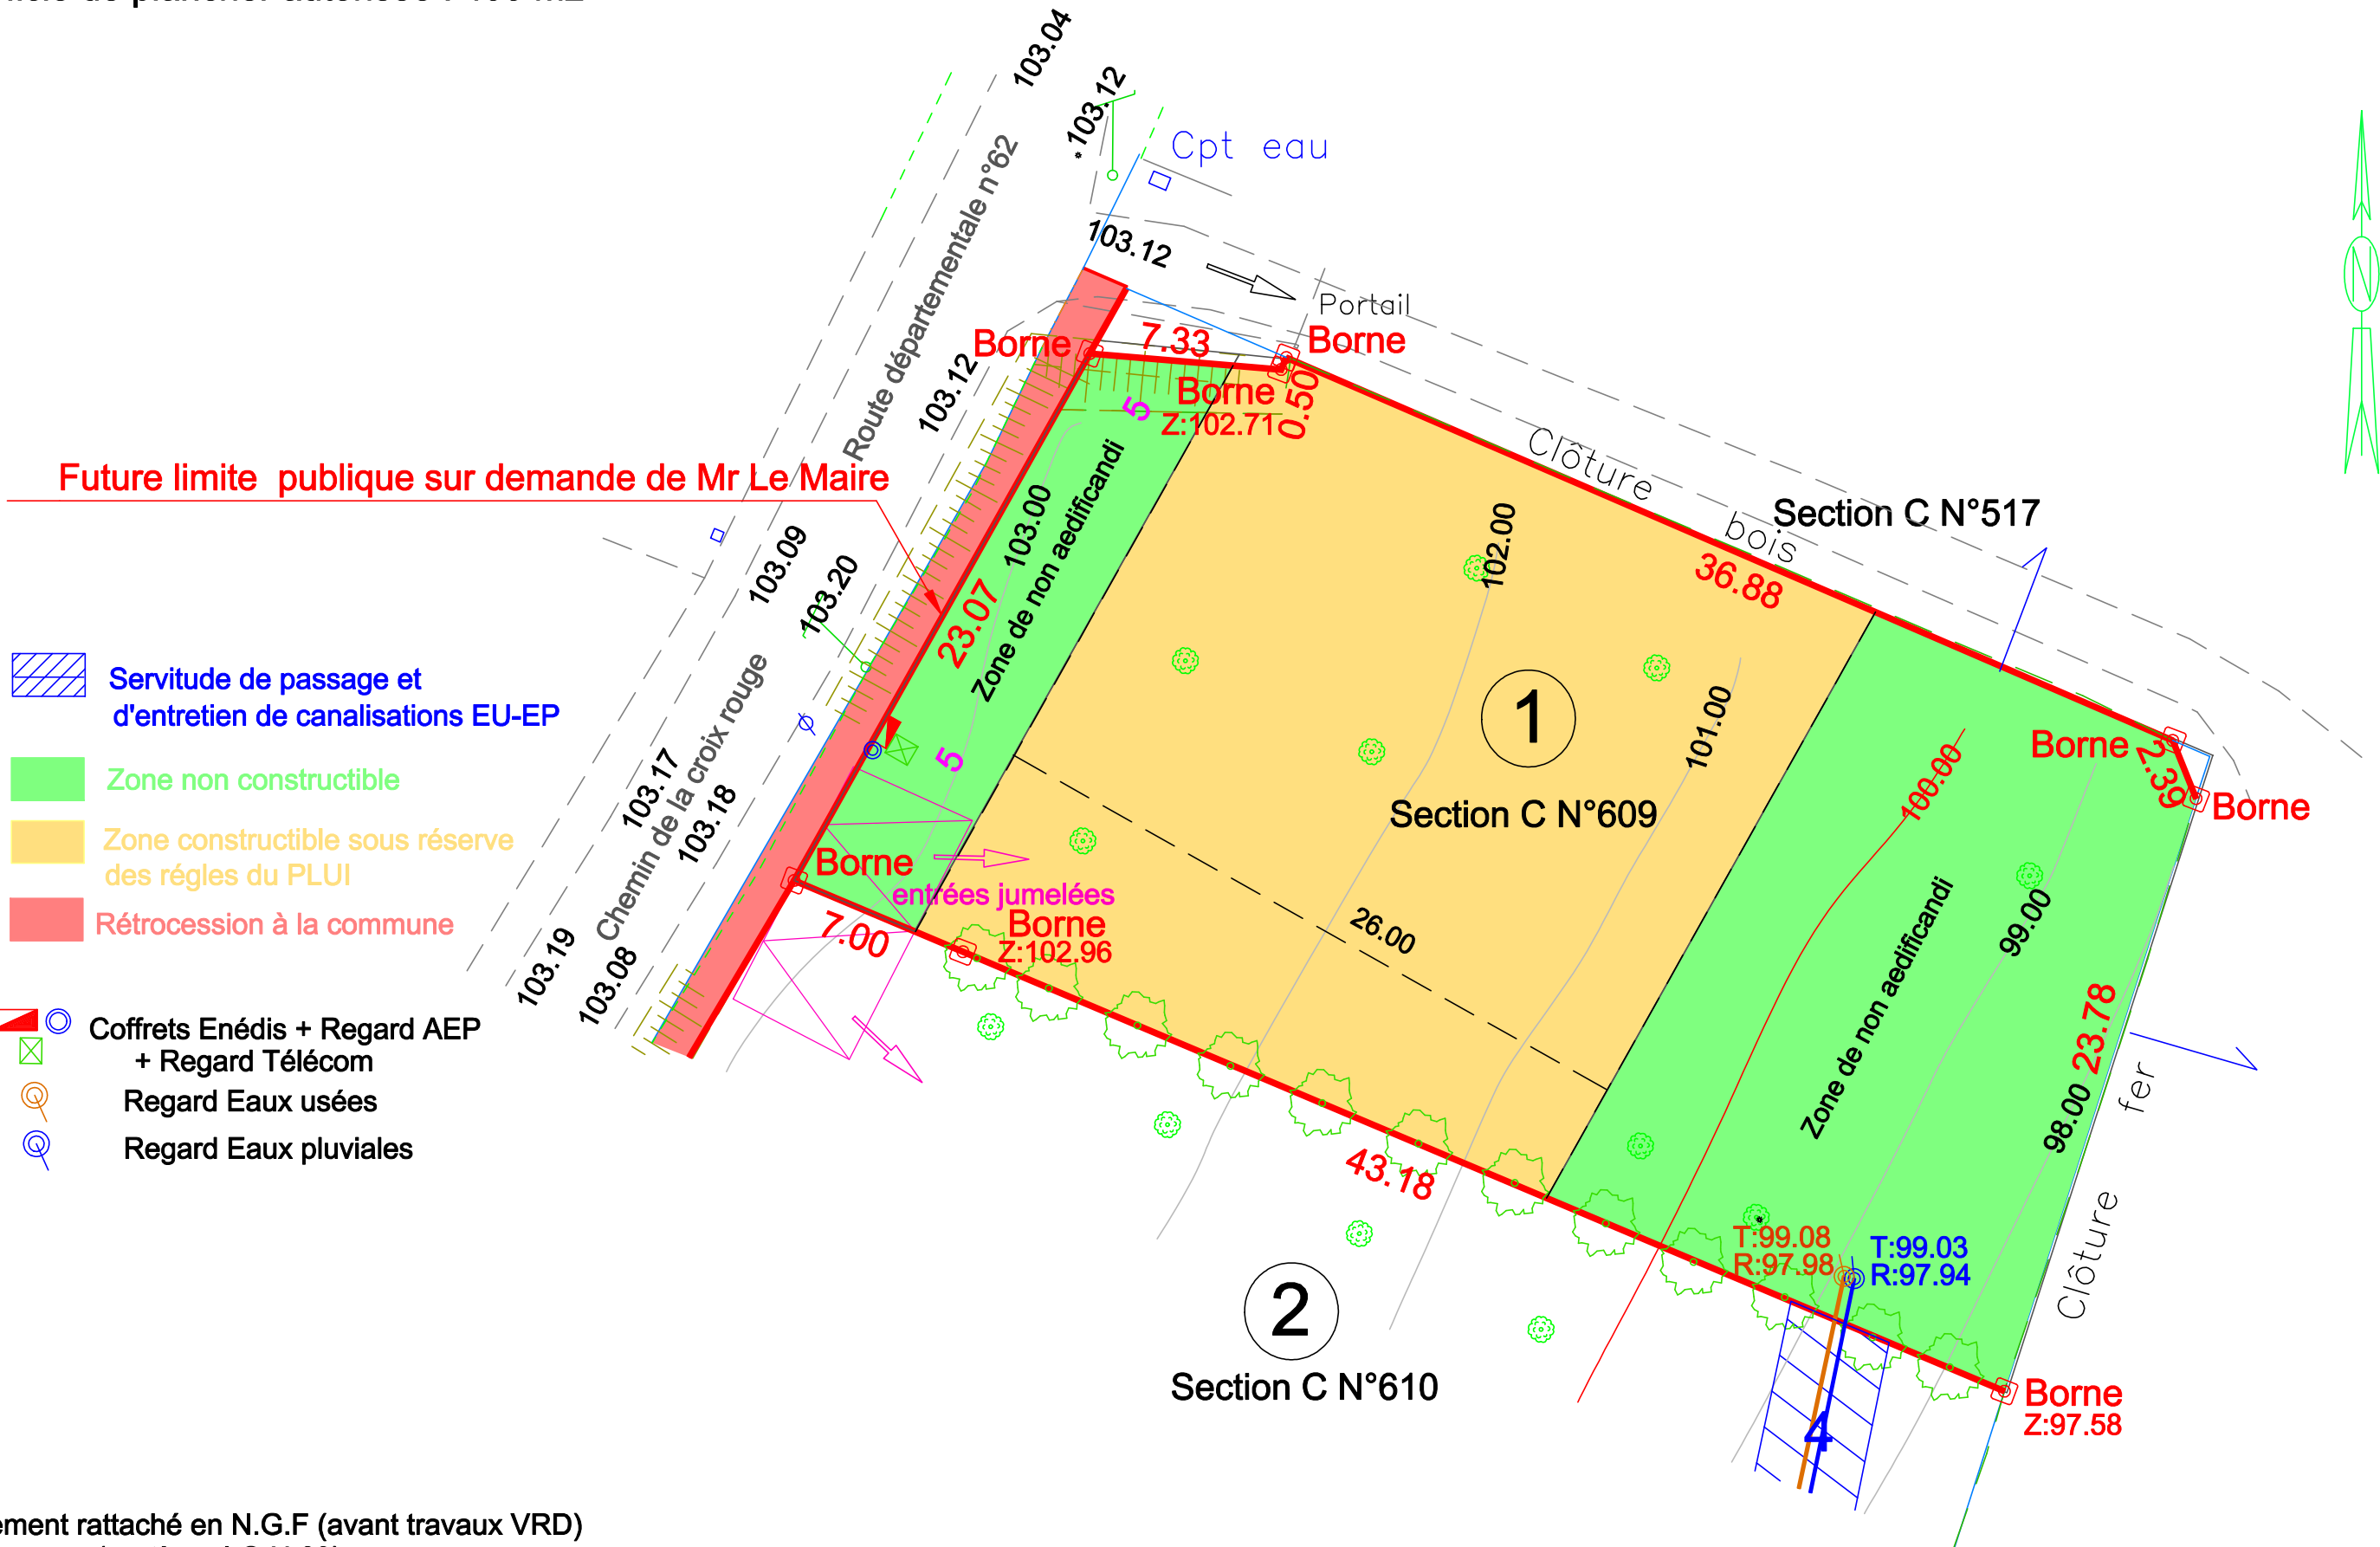 de plancher autorisée : 400 M2
103.04
103.12
Cpt eau
Route départementale n°62
103.12
Portail
Borne
7.33
Borne
Borne
Z:102.71
0.50
103.12
5
Clôture
bois
Section C N°517
Future limite publique sur demande de Mr Le Maire
103.00
Zone de non aedificandi
23.07
102.00
36.88
103.09
103.20
Servitude de passage et
d'entretien de canalisations EU-EP
Zone non constructible
Zone constructible sous réserve
des régles du PLUI
Rétrocession à la commune
Chemin de la croix rouge
103.17
103.18
103.19
103.08
5
1
Section C N°609
101.00
100.00
Borne
2.39
Borne
Borne
entrées jumelées
Borne
Z:102.96
7.00
26.00
Zone de non aedificandi
99.00
23.78
98.00
Clôture fer
Coffrets Enédis + Regard AEP
+ Regard Télécom
Regard Eaux usées
Regard Eaux pluviales
43.18
T:99.08
R:97.98
T:99.03
R:97.94
2
Section C N°610
4
Borne
Z:97.58
N
rattaché en N.G.F (avant travaux VRD)